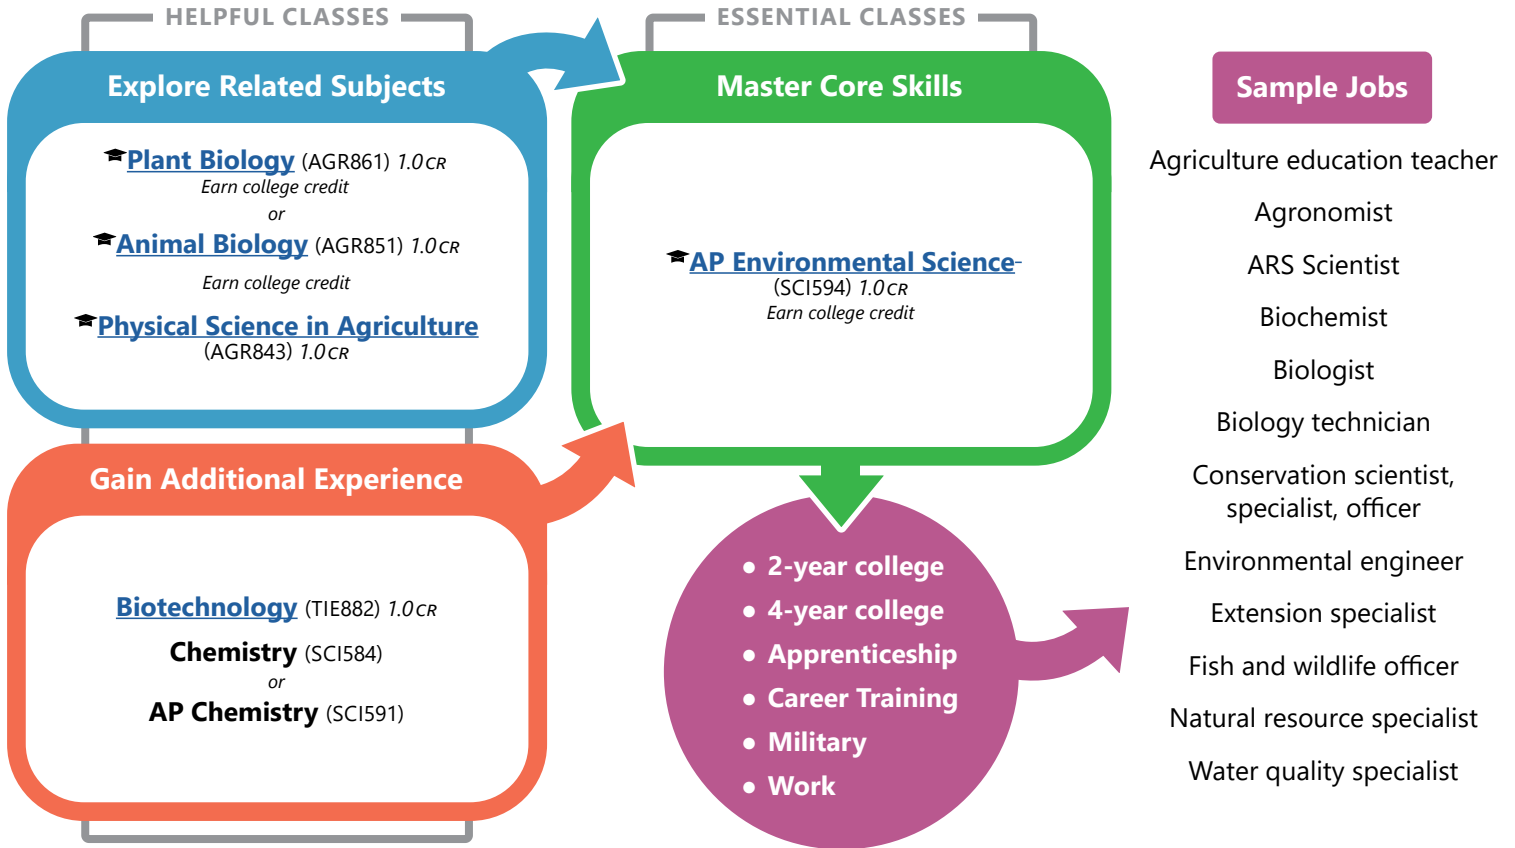 HELPFUL CLASSES
Explore Related Subjects
Plant Biology (AGR861) 1.0 CR
Earn college credit
or
Animal Biology (AGR851) 1.0 CR
Earn college credit
Physical Science in Agriculture
(AGR843) 1.0 CR
Gain Additional Experience
Biotechnology (TIE882) 1.0 CR
Chemistry (SCI584)
or
AP Chemistry (SCI591)
ESSENTIAL CLASSES
Master Core Skills
AP Environmental Science-
(SCI594) 1.0 CR
Earn college credit
• 2-year college
• 4-year college
• Apprenticeship
• Career Training
• Military
• Work
Sample Jobs
Agriculture education teacher
Agronomist
ARS Scientist
Biochemist
Biologist
Biology technician
Conservation scientist,
specialist, officer
Environmental engineer
Extension specialist
Fish and wildlife officer
Natural resource specialist
Water quality specialist